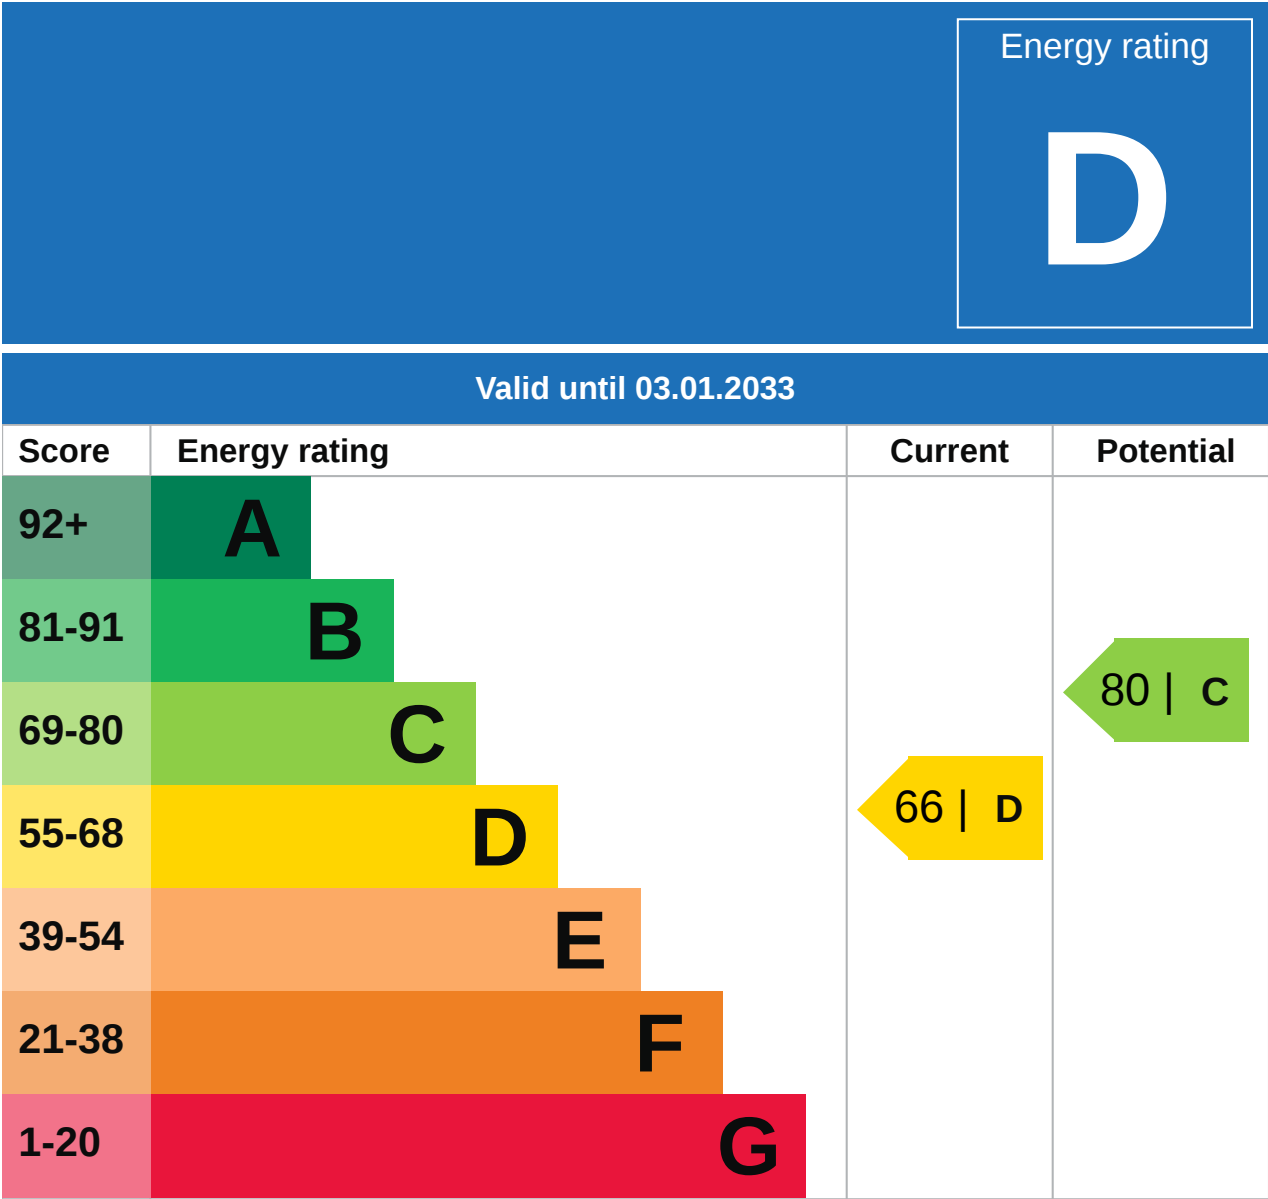 Energy rating
D
Valid until 03.01.2033
Score Energy rating Current Potential
92+ A
81-91 B
80 | C
69-80 C
66 | D
55-68 D
39-54 E
21-38 F
1-20 G